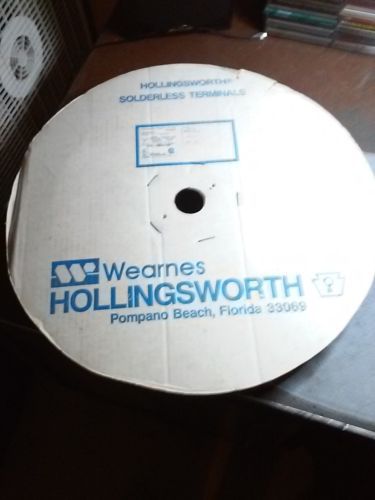 HOLLINGSWORTH
SOLDERLESS TERMINALS
Wearnes
HOLLINGSWORTH
Pompano Beach, Florida 33069